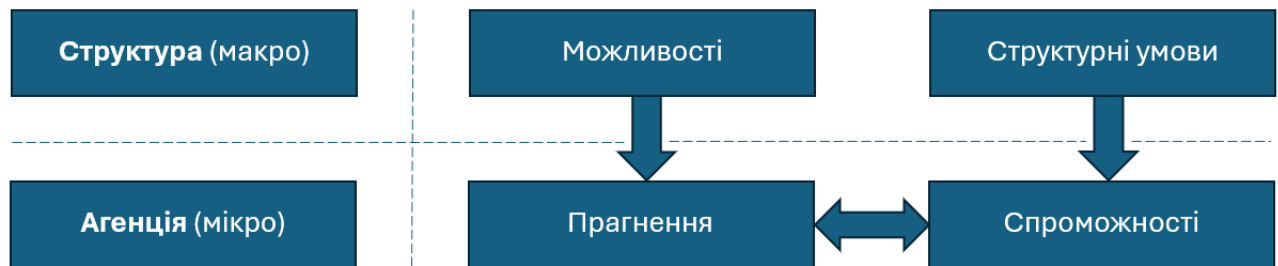 Структура (макро)
Можливості
Структурні умови
Агенція (мікро)
Прагнення
Спроможності